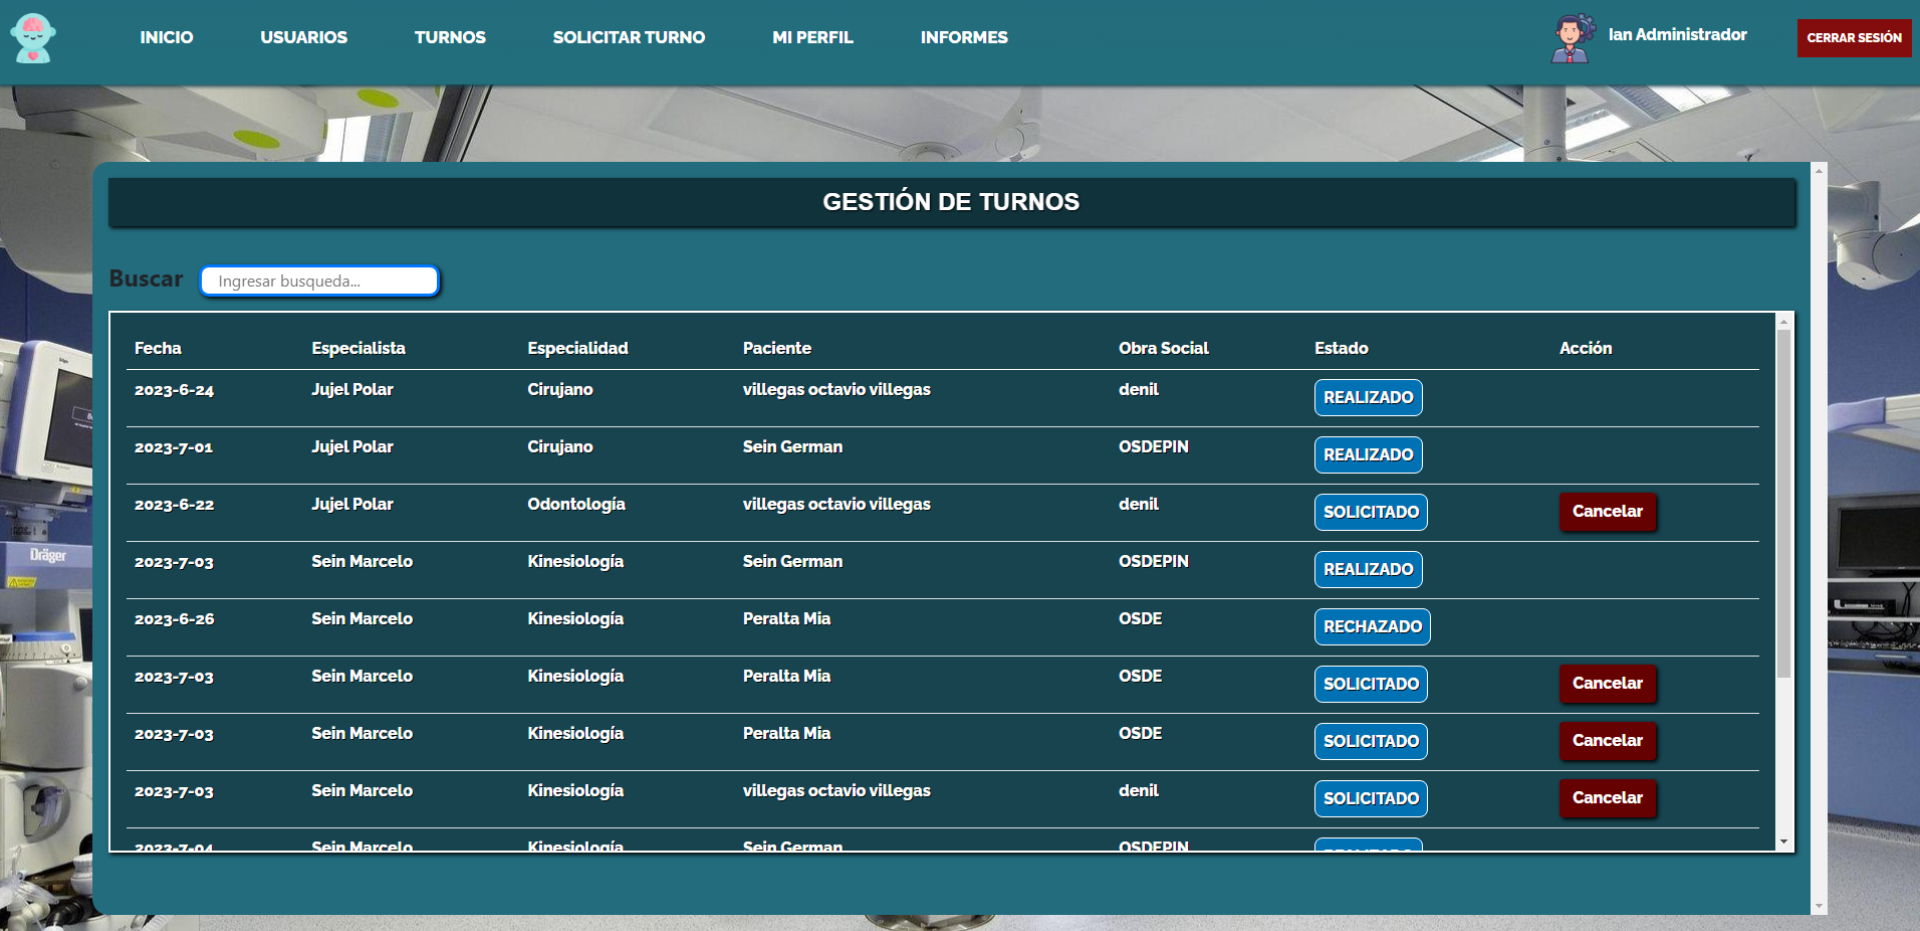 INICIO USUARIOS TURNOS SOLICITAR TURNO MI PERFIL INFORMES Ian Administrador CERRAR SESIÓN
GESTIÓN DE TURNOS
Buscar Ingresar busqueda...
Fecha Especialista Especialidad Paciente Obra Social Estado Acción
2023-6-24 Jujel Polar Cirujano villegas octavio villegas denil REALIZADO
2023-7-01 Jujel Polar Cirujano Sein German OSDEPIN REALIZADO
2023-6-22 Jujel Polar Odontología villegas octavio villegas denil SOLICITADO Cancelar
2023-7-03 Sein Marcelo Kinesiología Sein German OSDEPIN REALIZADO
2023-6-26 Sein Marcelo Kinesiología Peralta Mia OSDE RECHAZADO
2023-7-03 Sein Marcelo Kinesiología Peralta Mia OSDE SOLICITADO Cancelar
2023-7-03 Sein Marcelo Kinesiología Peralta Mia OSDE SOLICITADO Cancelar
2023-7-03 Sein Marcelo Kinesiología villegas octavio villegas denil SOLICITADO Cancelar
2023-7-04 Sein Marcelo Kinesiología Sein German OSDEPIN
Dräger